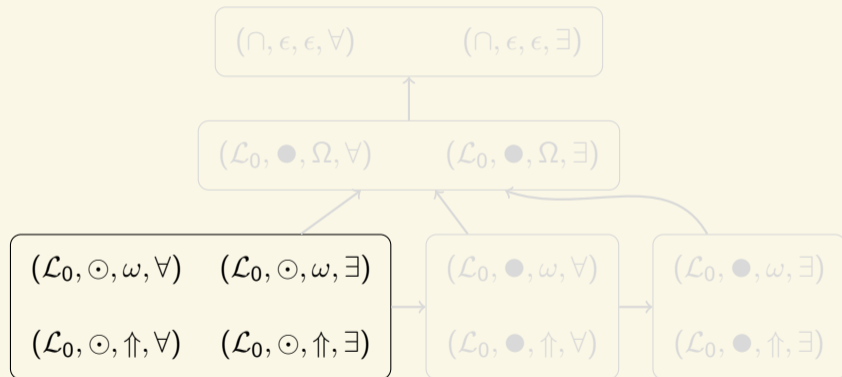 (∩, ϵ, ϵ, ∀) (∩, ϵ, ϵ, ∃)
(ℒ₀, ●, Ω, ∀) (ℒ₀, ●, Ω, ∃)
(ℒ₀, ⊙, ω, ∀) (ℒ₀, ⊙, ω, ∃) (ℒ₀, ●, ω, ∀) (ℒ₀, ●, ω, ∃)
(ℒ₀, ⊙, ⇑, ∀) (ℒ₀, ⊙, ⇑, ∃) (ℒ₀, ●, ⇑, ∀) (ℒ₀, ●, ⇑, ∃)